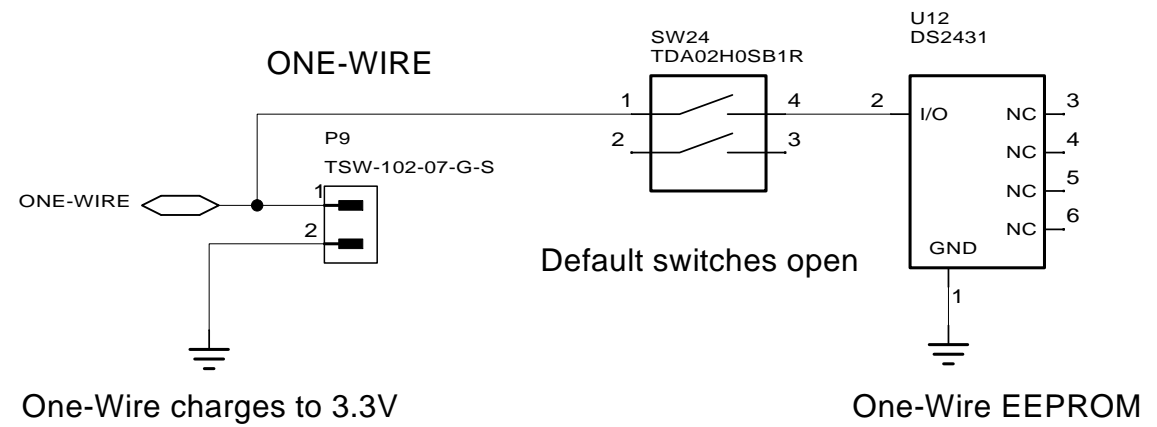 U12
DS2431
SW24
TDA02H0SB1R
ONE-WIRE
1
4
2
I/O
NC
3
2
3
NC
4
P9
TSW-102-07-G-S
NC
5
ONE-WIRE
1
NC
6
2
GND
Default switches open
1
One-Wire charges to 3.3V
One-Wire EEPROM